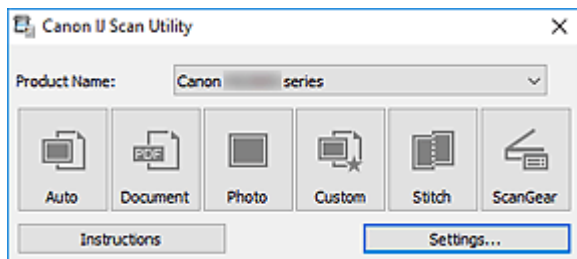 Canon IJ Scan Utility
Product Name: Canon series
PDF
Auto Document Photo Custom Stitch ScanGear
Instructions Settings...